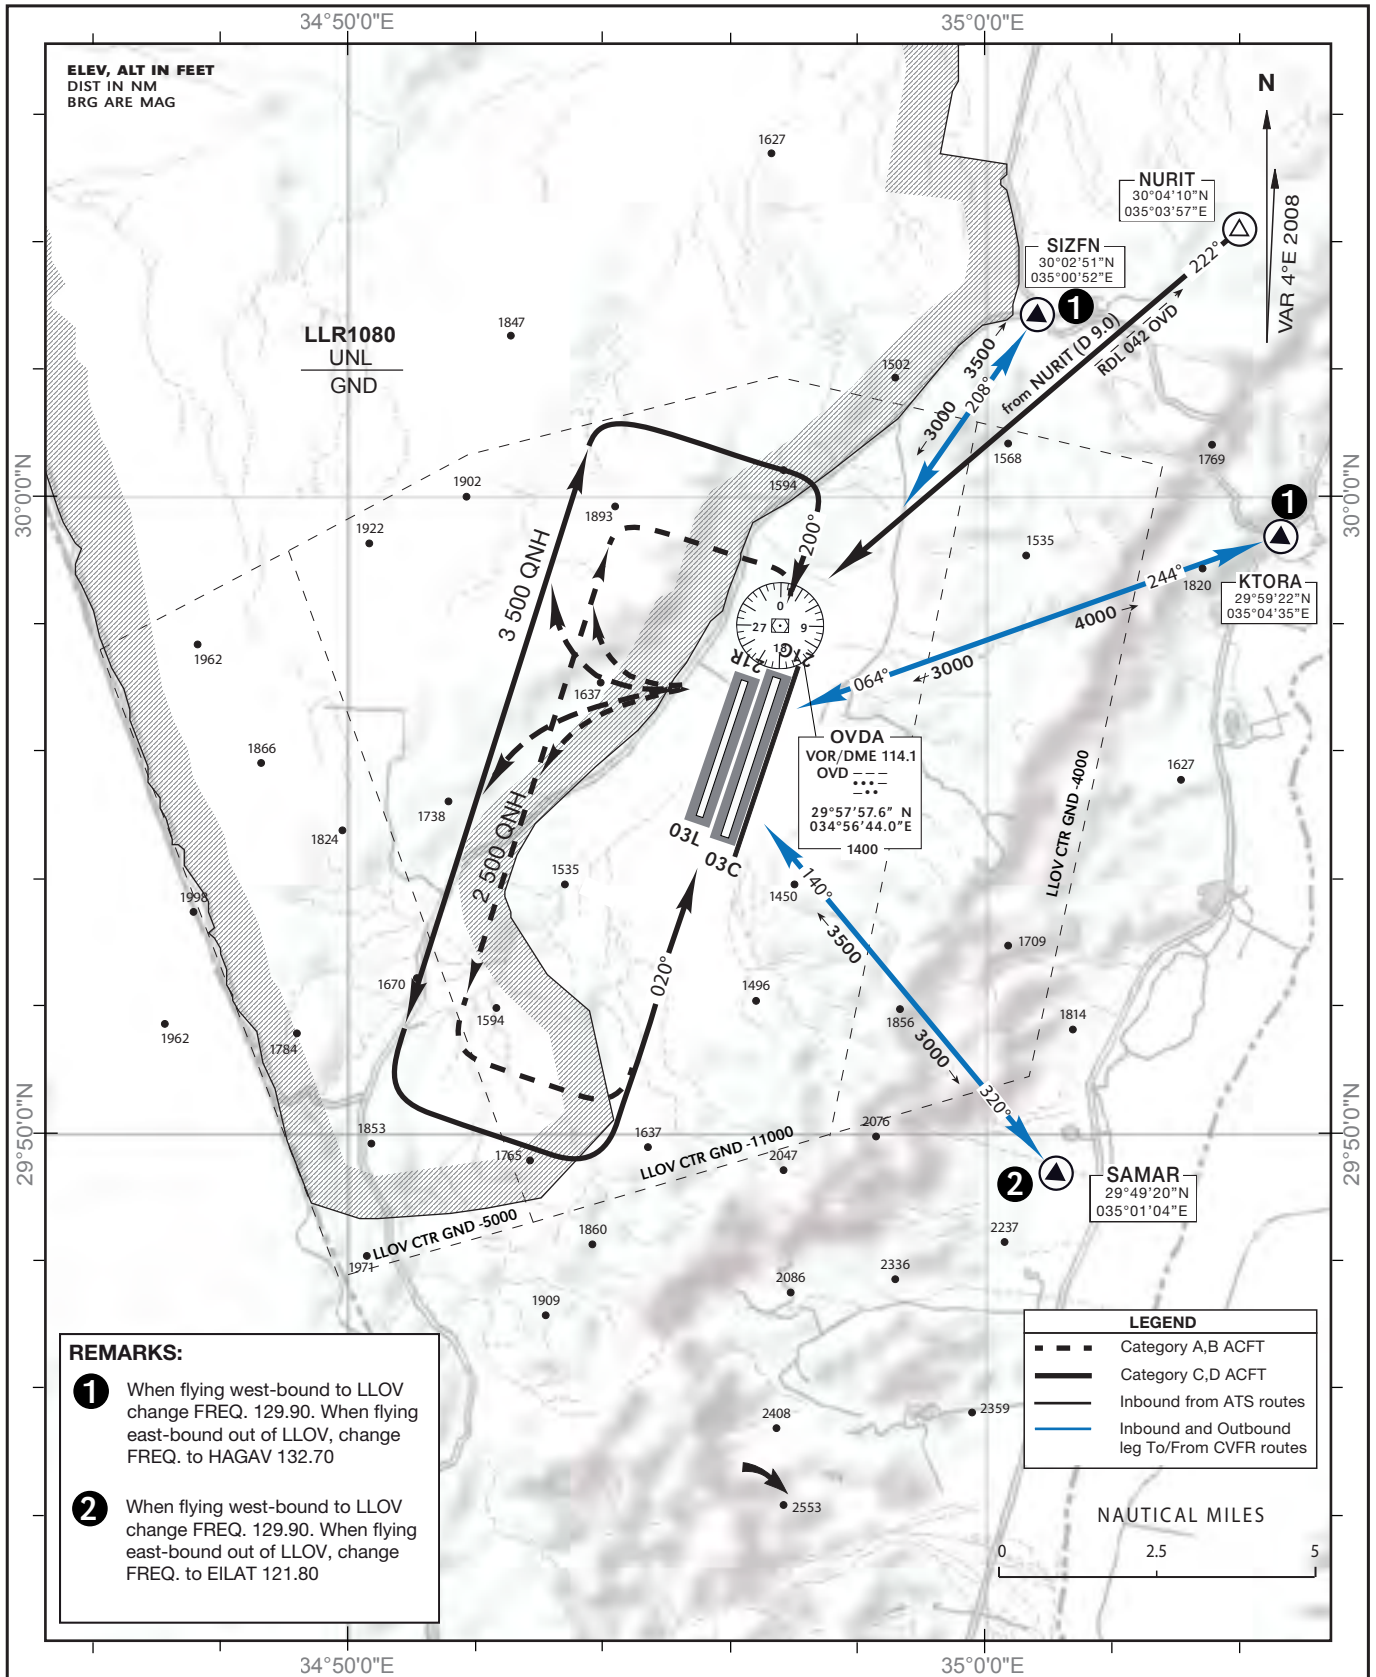 34°50'0"E
35°0'0"E
ELEV, ALT IN FEET
DIST IN NM
BRG ARE MAG
N
VAR 4°E 2008
1627
NURIT
30°04'10"N
035°03'57"E
222°
SIZFN
30°02'51"N
035°00'52"E
1
LLR1080
UNL
GND
1847
1502
3500
208°
3000
from NURIT (D 9.0)
RDL 042 OVD
1568
1769
30°0'0"N
30°0'0"N
1902
1594
1893
1922
200°
1535
1
244°
1820
KTORA
29°59'22"N
035°04'35"E
4000
3500 QNH
0
27
9
18
21R
21C
1962
3000
064°
1637
OVDA
VOR/DME 114.1
OVD
29°57'57.6" N
034°56'44.0"E
1400
1866
1627
LLOV CTR GND -4000
1738
1824
2 500 QNH
03L
03C
1535
140°
1450
1998
3500
1709
020°
1670
1594
1496
1856
1814
1962
1784
3000
320°
29°50'0"N
29°50'0"N
1853
1765
1637
2076
LLOV CTR GND -11000
2047
2
SAMAR
29°49'20"N
035°01'04"E
LLOV CTR GND -5000
1971
1860
2237
2086
2336
1909
REMARKS:
1
When flying west-bound to LLOV
change FREQ. 129.90. When flying
east-bound out of LLOV, change
FREQ. to HAGAV 132.70
2
When flying west-bound to LLOV
change FREQ. 129.90. When flying
east-bound out of LLOV, change
FREQ. to EILAT 121.80
LEGEND
Category A,B ACFT
Category C,D ACFT
Inbound from ATS routes
Inbound and Outbound
leg To/From CVFR routes
2408
2359
2553
NAUTICAL MILES
0
2.5
5
34°50'0"E
35°0'0"E